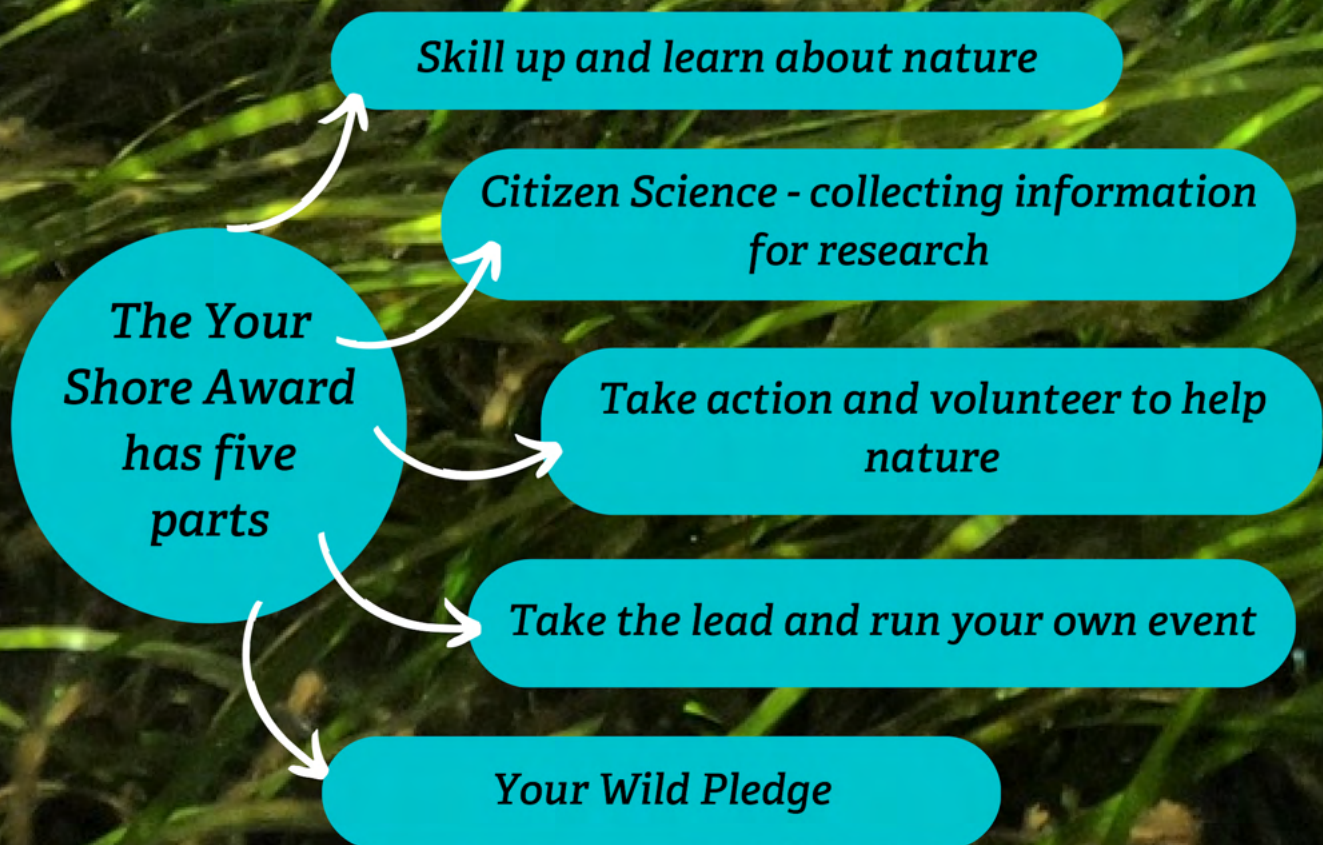 Skill up and learn about nature
Citizen Science - collecting information
for research
The Your
Shore Award
has five
parts
Take action and volunteer to help
nature
Take the lead and run your own event
Your Wild Pledge